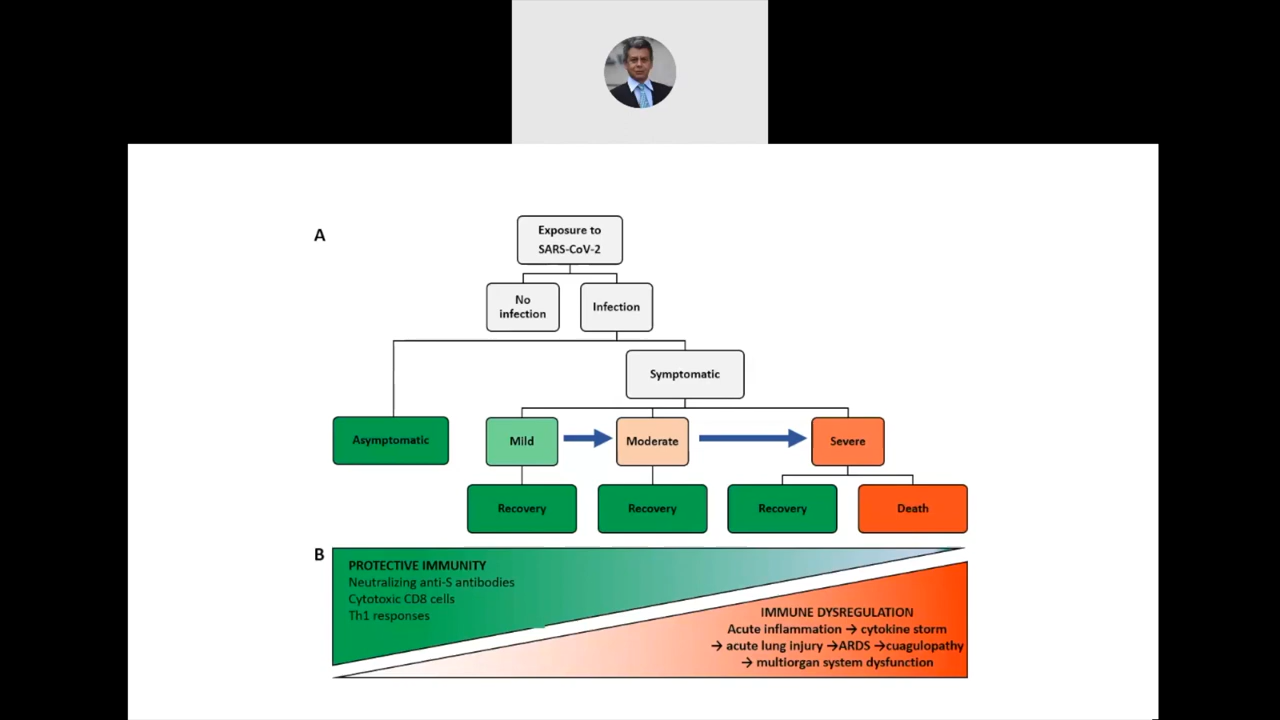 A
Exposure to
SARS-CoV-2
No
infection
Infection
Symptomatic
Asymptomatic
Mild
Moderate
Severe
Recovery
Recovery
Recovery
Death
B
PROTECTIVE IMMUNITY
Neutralizing anti-S antibodies
Cytotoxic CD8 cells
Th1 responses
IMMUNE DYSREGULATION
Acute inflammation → cytokine storm
→ acute lung injury →ARDS →cuagulopathy
→ multiorgan system dysfunction